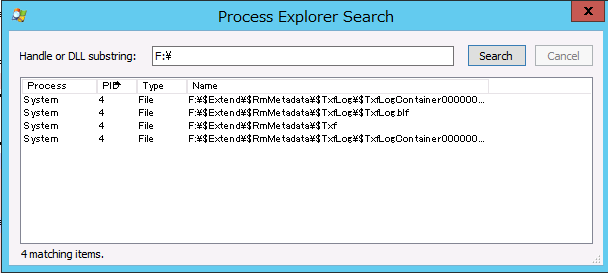 Process Explorer Search
x
Handle or DLL substring: F:¥ Search Cancel
Process PID Type Name
System 4 File F:¥$Extend¥$RmMetadata¥$TxfLog¥$TxfLogContainer000000...
System 4 File F:¥$Extend¥$RmMetadata¥$TxfLog¥$TxfLog.blf
System 4 File F:¥$Extend¥$RmMetadata¥$Txf
System 4 File F:¥$Extend¥$RmMetadata¥$TxfLog¥$TxfLogContainer000000...
4 matching items.